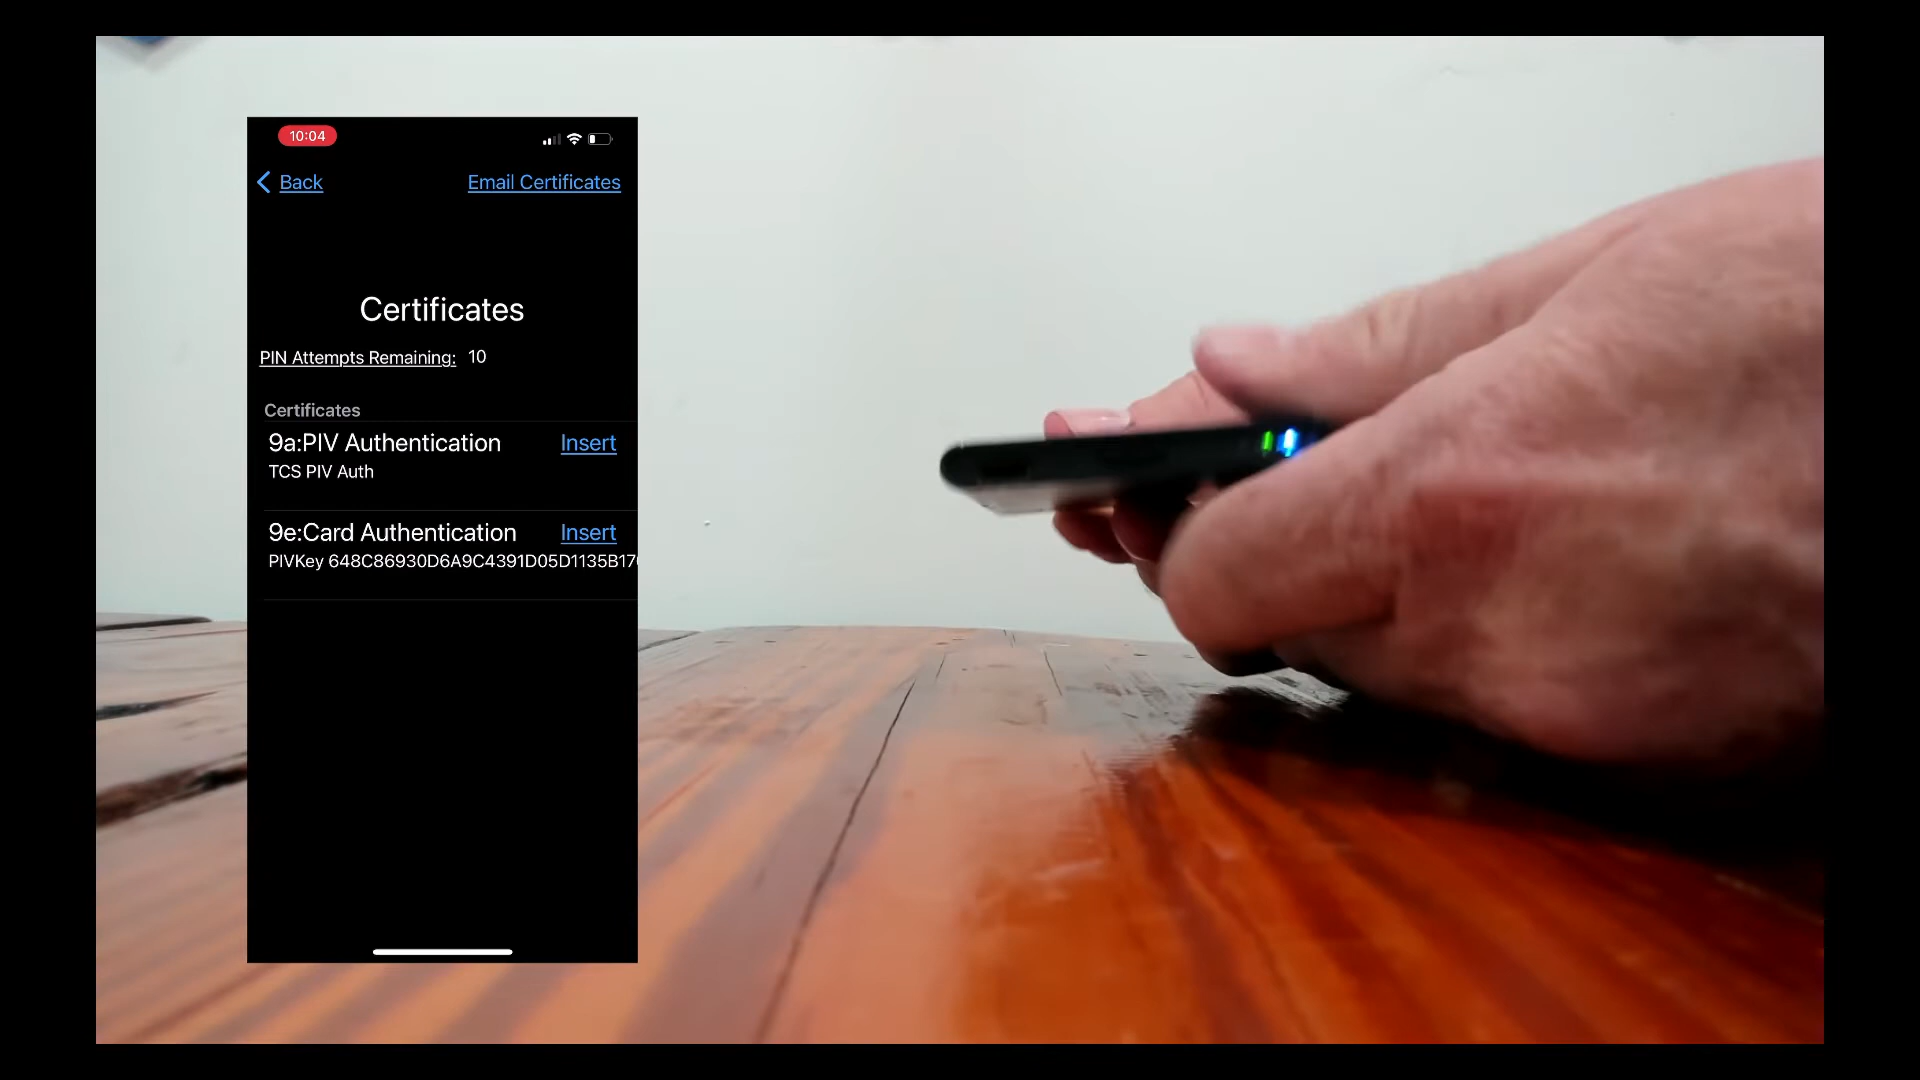 10:04
Back
Email Certificates
Certificates
PIN Attempts Remaining: 10
Certificates
9a:PIV Authentication
Insert
TCS PIV Auth
9e:Card Authentication
Insert
PIVKey 648C86930D6A9C4391D05D1135B17